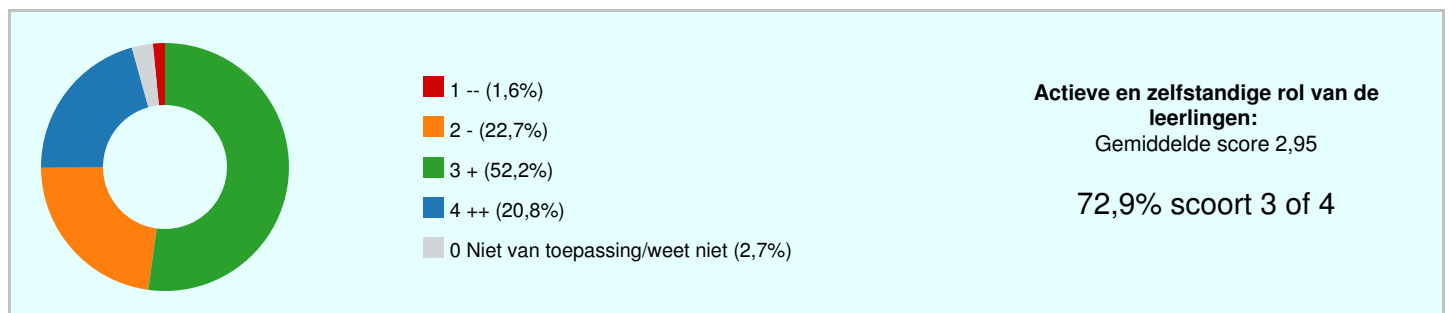 1 -- (1,6%)
2 - (22,7%)
3 + (52,2%)
4 ++ (20,8%)
0 Niet van toepassing/weet niet (2,7%)
Actieve en zelfstandige rol van de
leerlingen:
Gemiddelde score 2,95
72,9% scoort 3 of 4